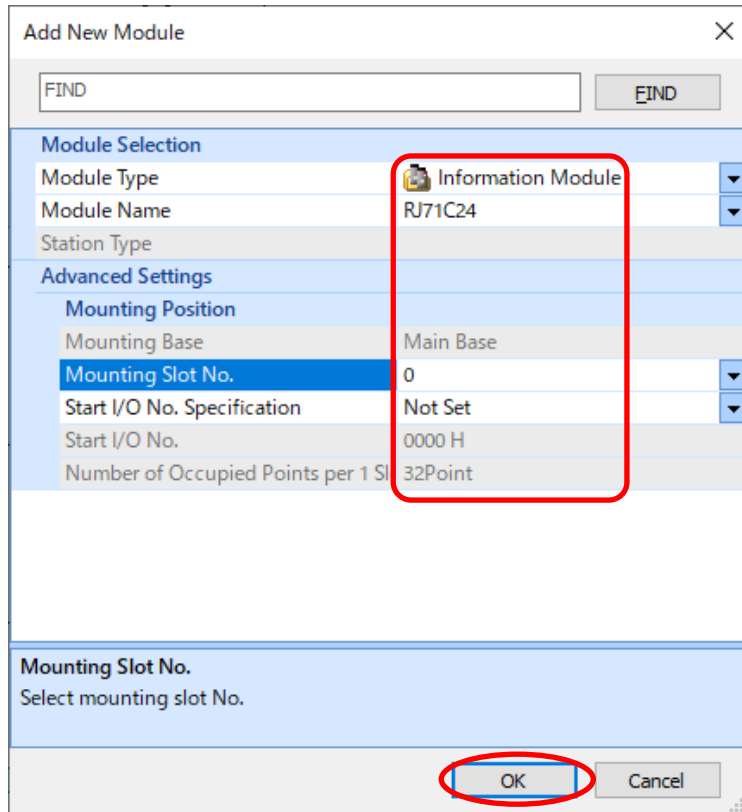 Add New Module
FIND FIND
Module Selection
Module Type Information Module
Module Name RJ71C24
Station Type
Advanced Settings
Mounting Position
Mounting Base Main Base
Mounting Slot No. 0
Start I/O No. Specification Not Set
Start I/O No. 0000 H
Number of Occupied Points per 1 Sl 32Point
Mounting Slot No.
Select mounting slot No.
OK Cancel